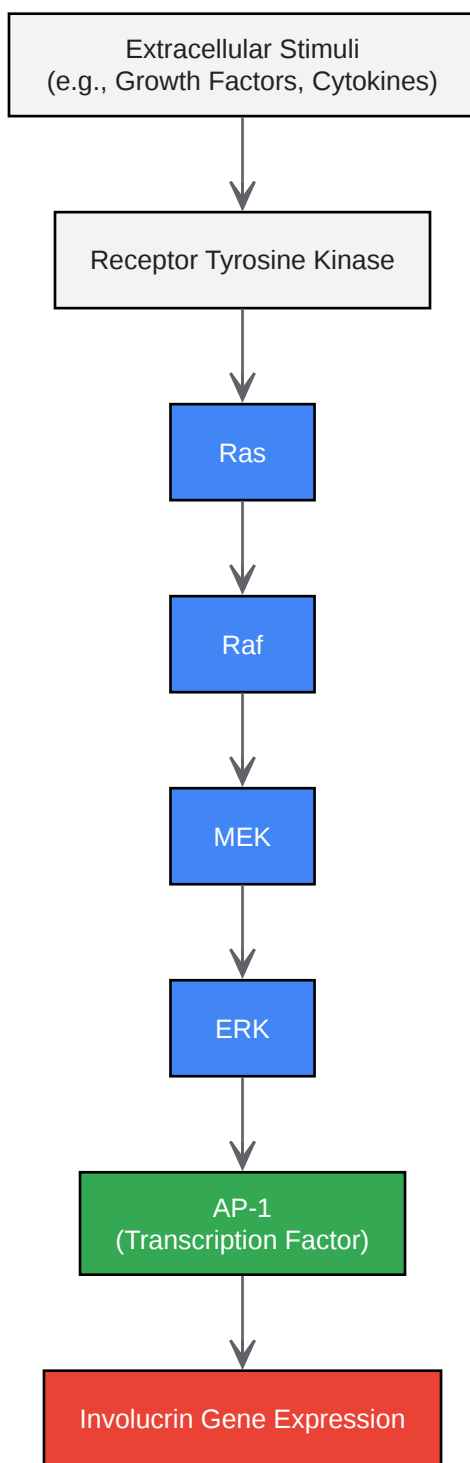 Extracellular Stimuli
(e.g., Growth Factors, Cytokines)
Receptor Tyrosine Kinase
Ras
Raf
MEK
ERK
AP-1
(Transcription Factor)
Involucrin Gene Expression